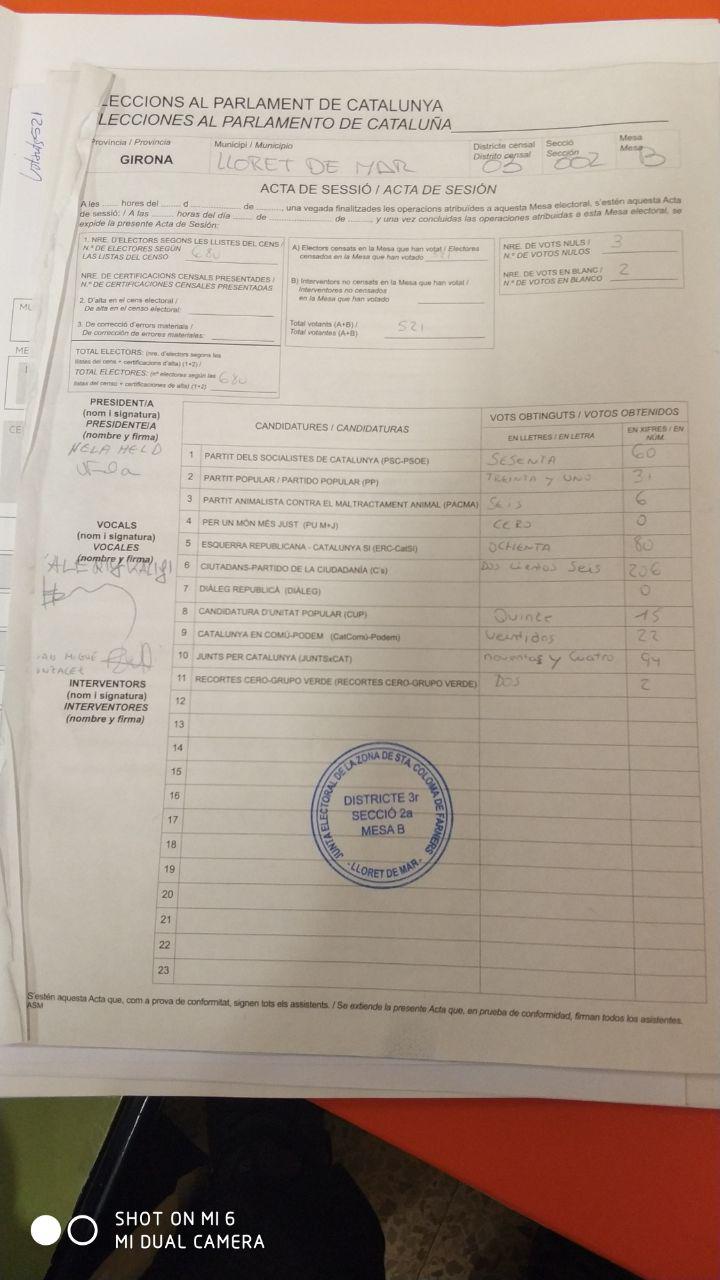 LECCIONS AL PARLAMENT DE CATALUNYA
LECCIONES AL PARLAMENTO DE CATALUÑA
Província / Provincia
GIRONA
Municipi / Municipio
LLORET DE MAR
Districte censal
Distrito censal
03
Secció
Sección
002
Mesa
Mesa
B
ACTA DE SESSIÓ / ACTA DE SESIÓN
A les ........ hores del ........ d ........ de ........, una vegada finalitzades les operacions atribuïdes a aquesta Mesa electoral, s'estén aquesta Acta
de sessió: / A las ........ horas del día ........ de ........ de ........ y una vez concluidas las operaciones atribuidas a esta Mesa electoral, se
expide la presente Acta de Sesión:
1. NRE. D'ELECTORS SEGONS LES LLISTES DEL CENS /
N.º DE ELECTORES SEGÚN
LAS LISTAS DEL CENSO
680
NRE. DE CERTIFICACIONS CENSALS PRESENTADES /
N.º DE CERTIFICACIONES CENSALES PRESENTADAS
2. D'alta en el cens electoral /
De alta en el censo electoral:
3. De correcció d'errors materials /
De corrección de errores materiales:
TOTAL ELECTORS: (nre. d'electors segons les
llistes del cens + certificacions d'alta) (1+2) /
TOTAL ELECTORES: (nº electores según las
listas del censo + certificaciones de alta) (1+2)
680
A) Electors censats en la Mesa que han votat / Electores
censados en la Mesa que han votado
521
B) Interventors no censats en la Mesa que han votat /
Interventores no censados
en la Mesa que han votado
Total votants (A+B) /
Total votantes (A+B)
521
NRE. DE VOTS NULS /
N.º DE VOTOS NULOS
3
NRE. DE VOTS EN BLANC /
N.º DE VOTOS EN BLANCO
2
PRESIDENT/A
(nom i signatura)
PRESIDENTE/A
(nombre y firma)
NELA HELD
VOCALS
(nom i signatura)
VOCALES
(nombre y firma)
INTERVENTORS
(nom i signatura)
INTERVENTORES
(nombre y firma)
CANDIDATURES / CANDIDATURAS
VOTS OBTINGUTS / VOTOS OBTENIDOS
EN LLETRES / EN LETRA
EN XIFRES / EN NÚM.
1 PARTIT DELS SOCIALISTES DE CATALUNYA (PSC-PSOE) SESENTA 60
2 PARTIT POPULAR / PARTIDO POPULAR (PP) TREINTA Y UNO 31
3 PARTIT ANIMALISTA CONTRA EL MALTRACTAMENT ANIMAL (PACMA) SEIS 6
4 PER UN MÓN MÉS JUST (PU M+J) CERO 0
5 ESQUERRA REPUBLICANA - CATALUNYA SI (ERC-CatSI) OCHENTA 80
6 CIUTADANS-PARTIDO DE LA CIUDADANÍA (C's) Dos cientos Seis 206
7 DIÀLEG REPUBLICÀ (DIÀLEG) 0
8 CANDIDATURA D'UNITAT POPULAR (CUP) Quince 15
9 CATALUNYA EN COMÚ-PODEM (CatComú-Podem) Veintidos 22
10 JUNTS PER CATALUNYA (JUNTSxCAT) noventas y Cuatro 94
11 RECORTES CERO-GRUPO VERDE (RECORTES CERO-GRUPO VERDE) DOS 2
12
13
14
15
16
17
18
19
20
21
22
23
JUNTA ELECTORAL DE LA ZONA DE STA. COLOMA DE FARNERS
DISTRICTE 3r
SECCIÓ 2a
MESA B
- LLORET DE MAR -
S'estén aquesta Acta que, com a prova de conformitat, signen tots els assistents. / Se extiende la presente Acta que, en prueba de conformidad, firman todos los asistentes.
ASM
SHOT ON MI 6
MI DUAL CAMERA